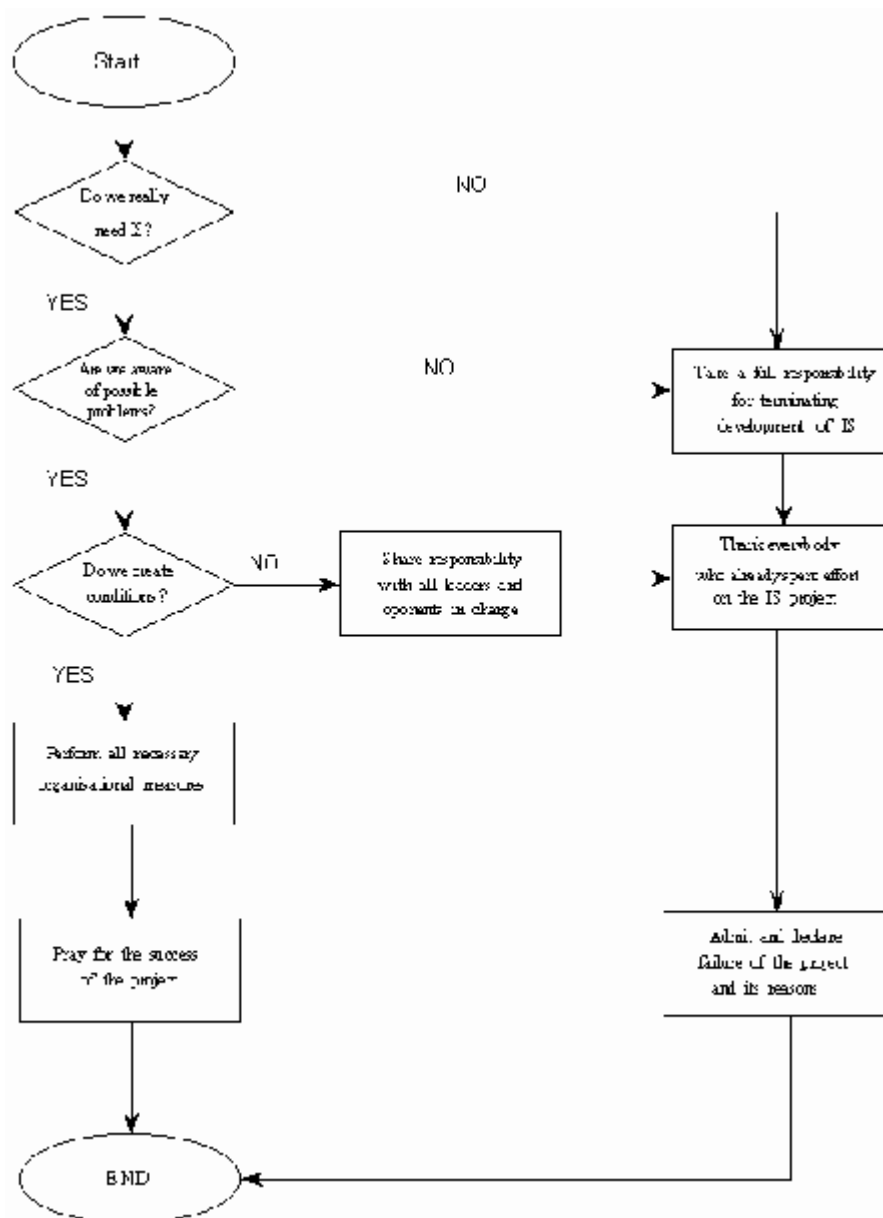 Start
Do we really
need X?
NO
YES
Are we aware
of possible
problems?
NO
Take a full responsibility
for terminating
development of IS
YES
Do we create
conditions?
NO
Share responsibility
with all leaders and
oponents in charge
Thank everybody
who already spent effort
on the IS project
YES
Perform all necessary
organisational measures
Pray for the success
of the project
Admit and declare
failure of the project
and its reasons
END